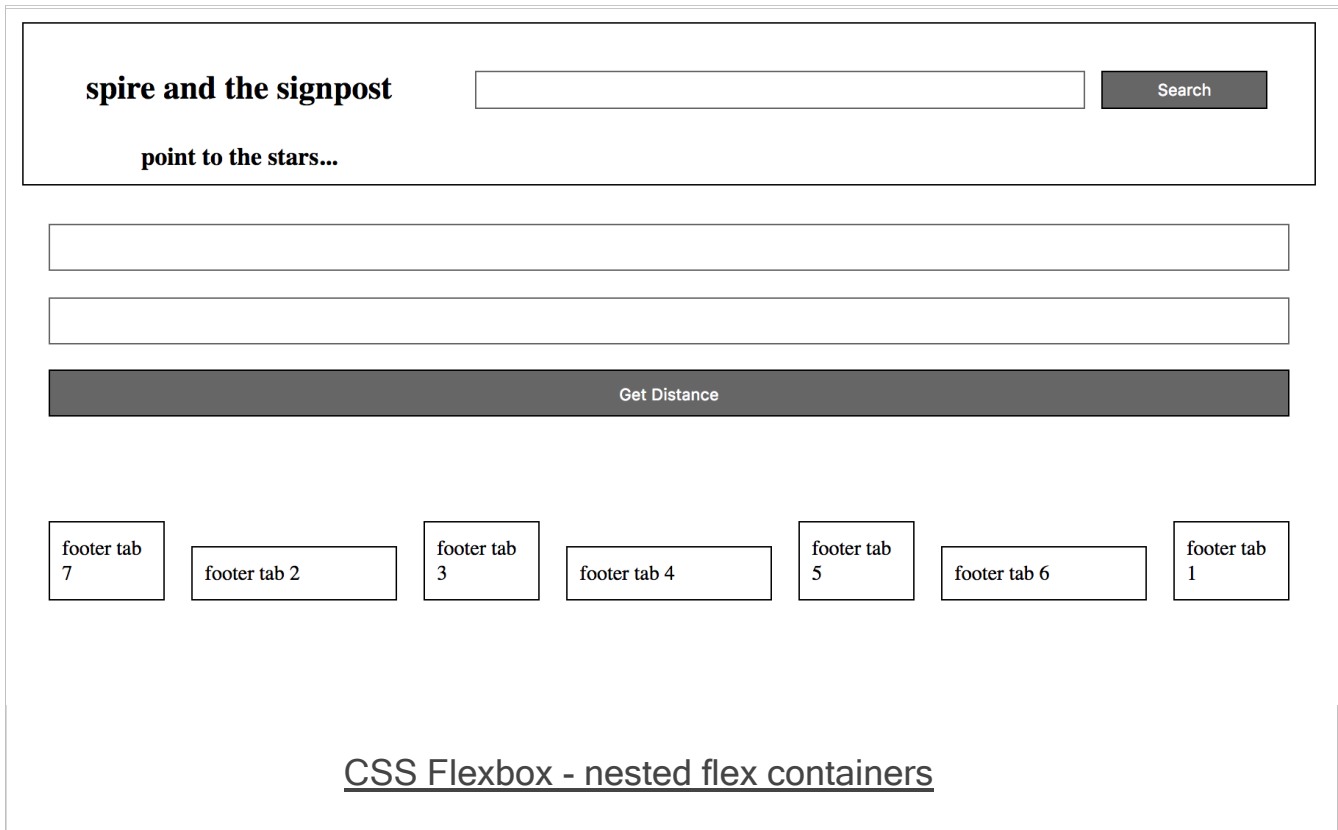 spire and the signpost
Search
point to the stars...
Get Distance
footer tab
7
footer tab 2
footer tab
3
footer tab 4
footer tab
5
footer tab 6
footer tab
1
CSS Flexbox - nested flex containers